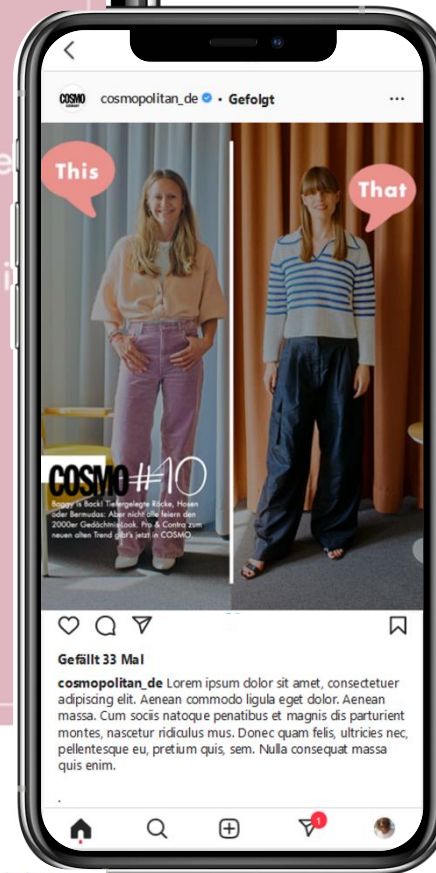 COSMO
cosmopolitan_de • Gefolgt
This
That
COSMO #10
Baggy is Back! Tiefergelegte Röcke, Hosen
oder Bermudas: Aber nicht alle feiern den
2000er Gedächtnis-Look. Pro & Contra zum
neuen alten Trend gibt's jetzt in COSMO.
Gefällt 33 Mal
cosmopolitan_de Lorem ipsum dolor sit amet, consectetuer
adipiscing elit. Aenean commodo ligula eget dolor. Aenean
massa. Cum sociis natoque penatibus et magnis dis parturient
montes, nascetur ridiculus mus. Donec quam felis, ultricies nec,
pellentesque eu, pretium quis, sem. Nulla consequat massa
quis enim.
.
1